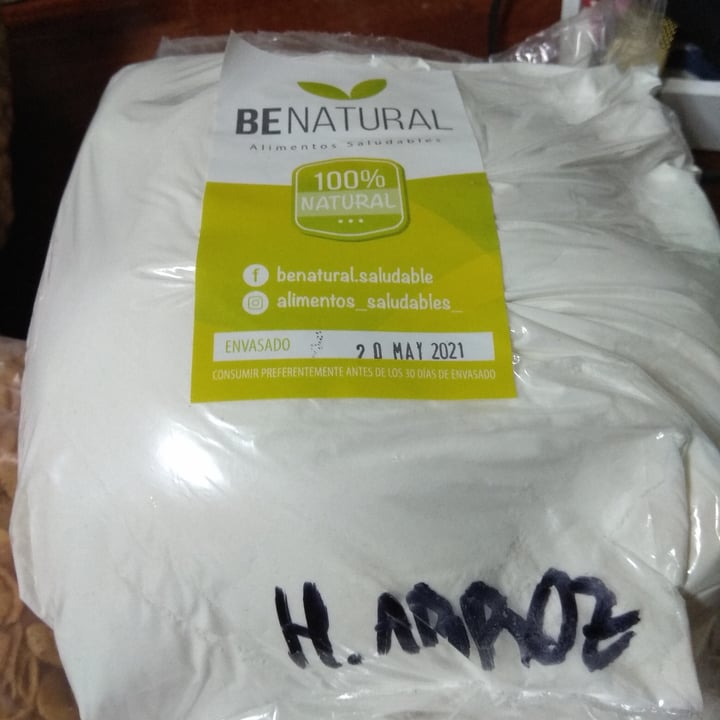 BENATURAL
Alimentos Saludables
100%
NATURAL
benatural.saludable
alimentos_saludables_
ENVASADO 20 MAY 2021
CONSUMIR PREFERENTEMENTE ANTES DE LOS 30 DÍAS DE ENVASADO
H. ARROZ